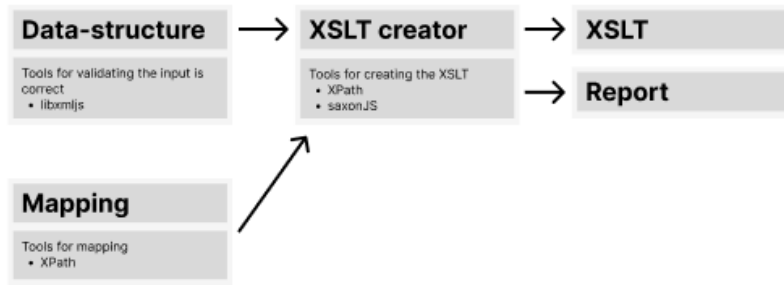 Data-structure
Tools for validating the input is
correct
• libxmljs
XSLT creator
Tools for creating the XSLT
• XPath
• saxonJS
XSLT
Report
Mapping
Tools for mapping
• XPath